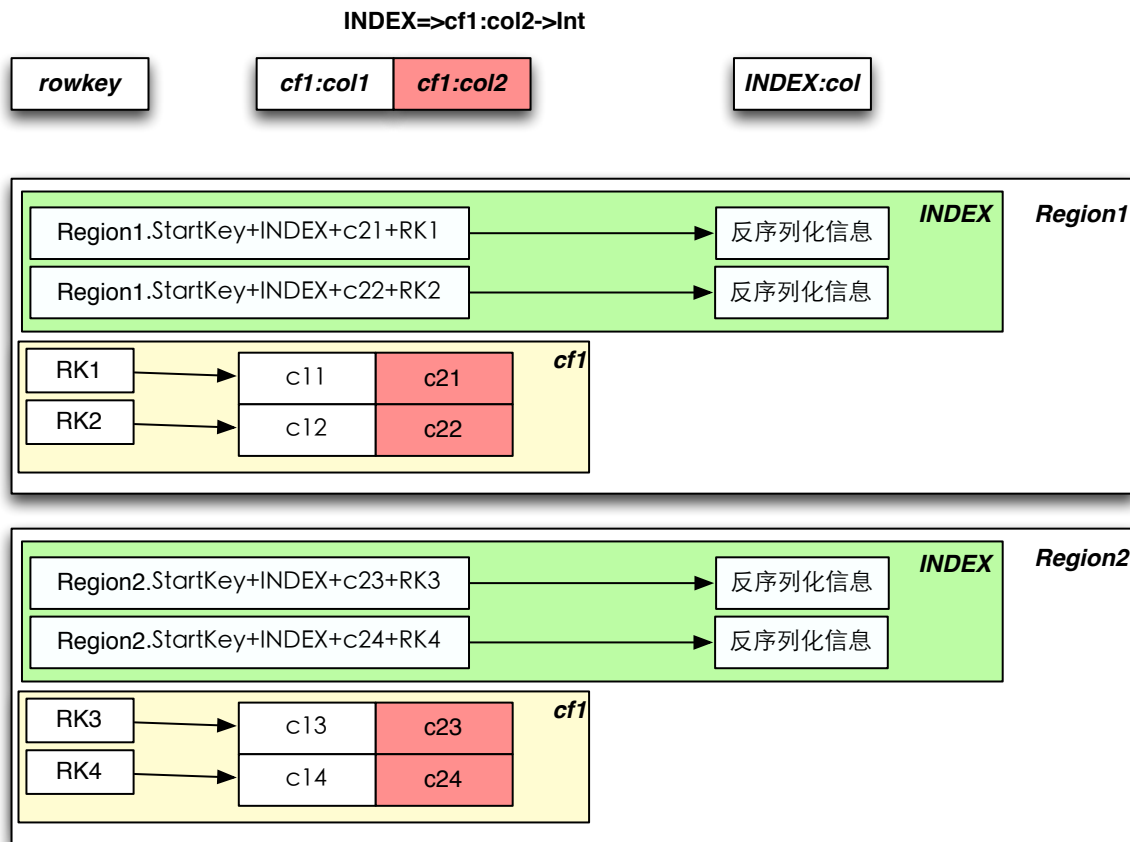 INDEX=>cf1:col2->Int
rowkey cf1:col1 cf1:col2 INDEX:col
INDEX Region1
Region1.StartKey+INDEX+c21+RK1 反序列化信息
Region1.StartKey+INDEX+c22+RK2 反序列化信息
cf1
RK1 c11 c21
RK2 c12 c22
INDEX Region2
Region2.StartKey+INDEX+c23+RK3 反序列化信息
Region2.StartKey+INDEX+c24+RK4 反序列化信息
cf1
RK3 c13 c23
RK4 c14 c24